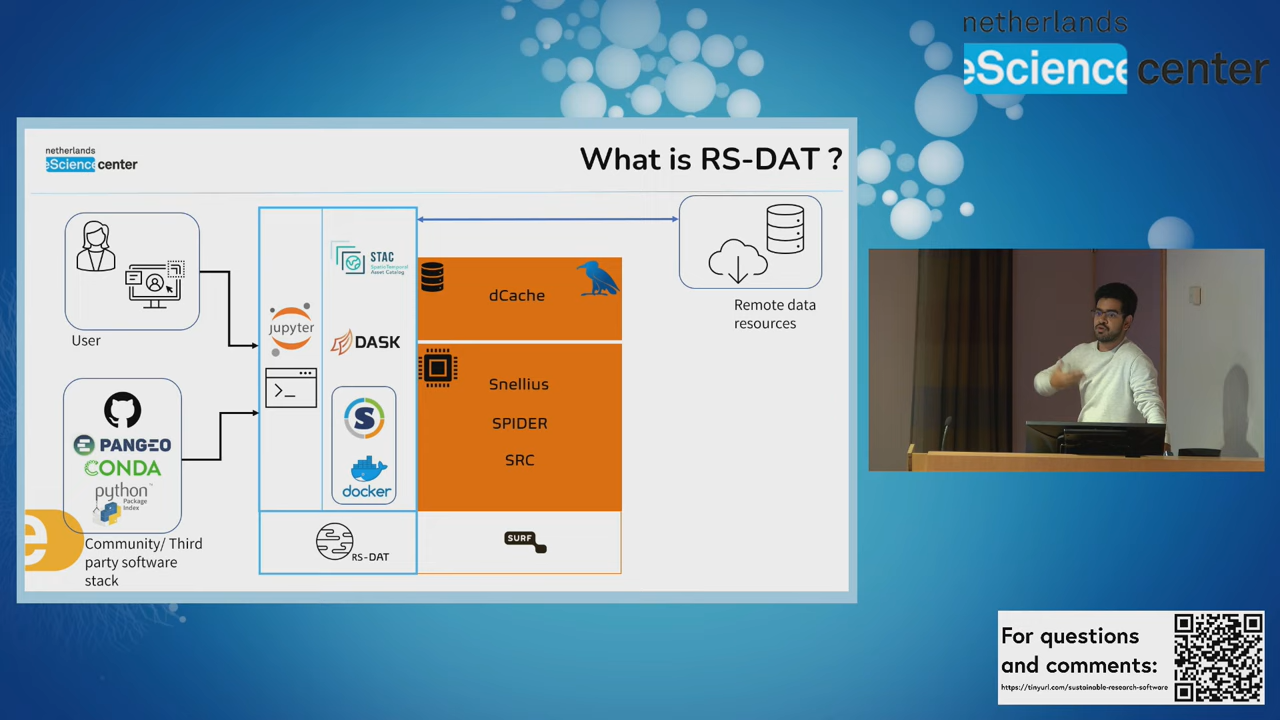 netherlands
eScience center
netherlands
eScience center
What is RS-DAT ?
User
GitHub
PANGEO
CONDA
python
Package
Index
Community/ Third
party software
stack
jupyter
>_
STAC
SpatioTemporal
Asset Catalog
DASK
S
docker
RS-DAT
dCache
Snellius
SPIDER
SRC
SURF
Remote data
resources
e
For questions
and comments:
https://tinyurl.com/sustainable-research-software